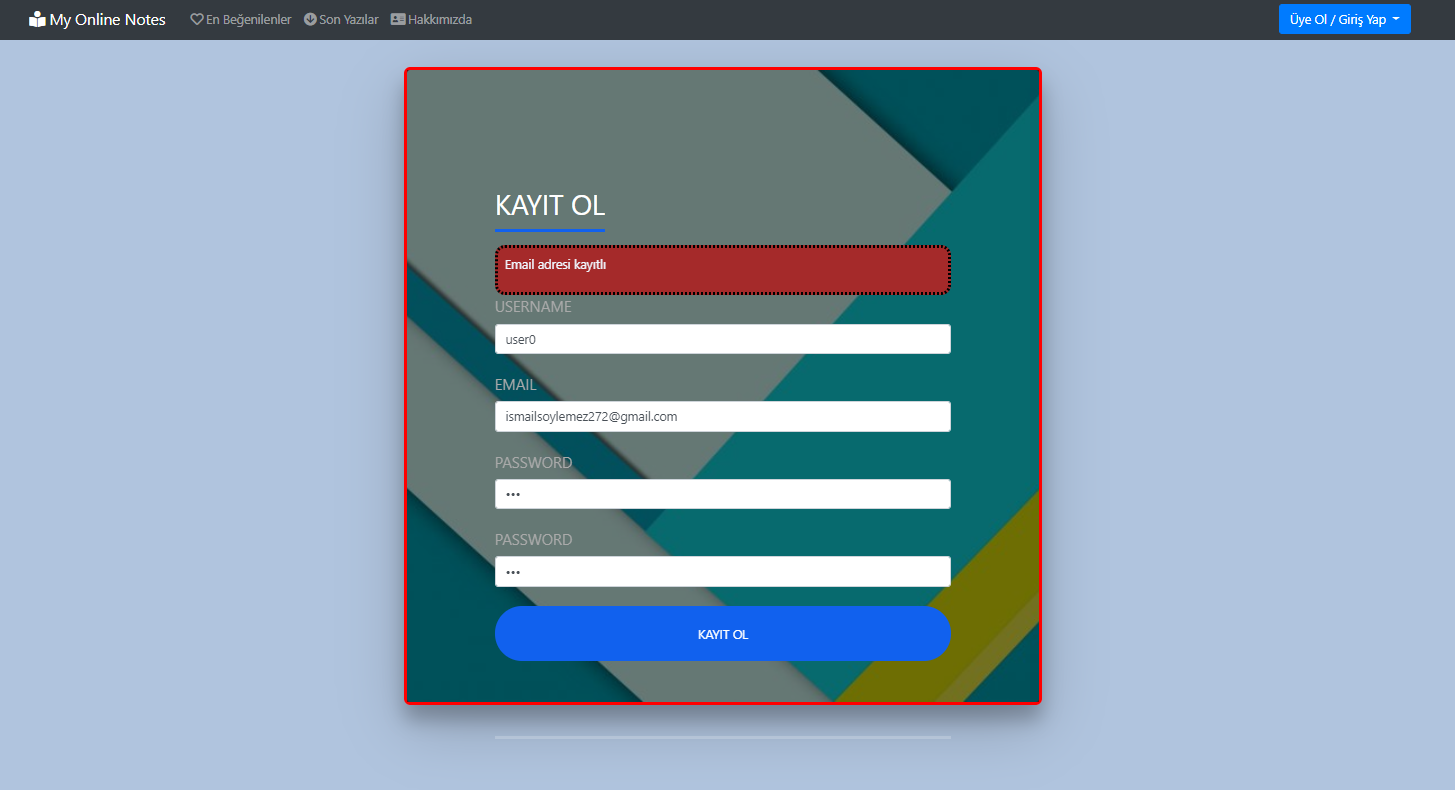 My Online Notes En Beğenilenler Son Yazılar Hakkımızda Üye Ol / Giriş Yap
KAYIT OL
Email adresi kayıtlı
USERNAME
user0
EMAIL
ismailsoylemez272@gmail.com
PASSWORD
•••
PASSWORD
•••
KAYIT OL